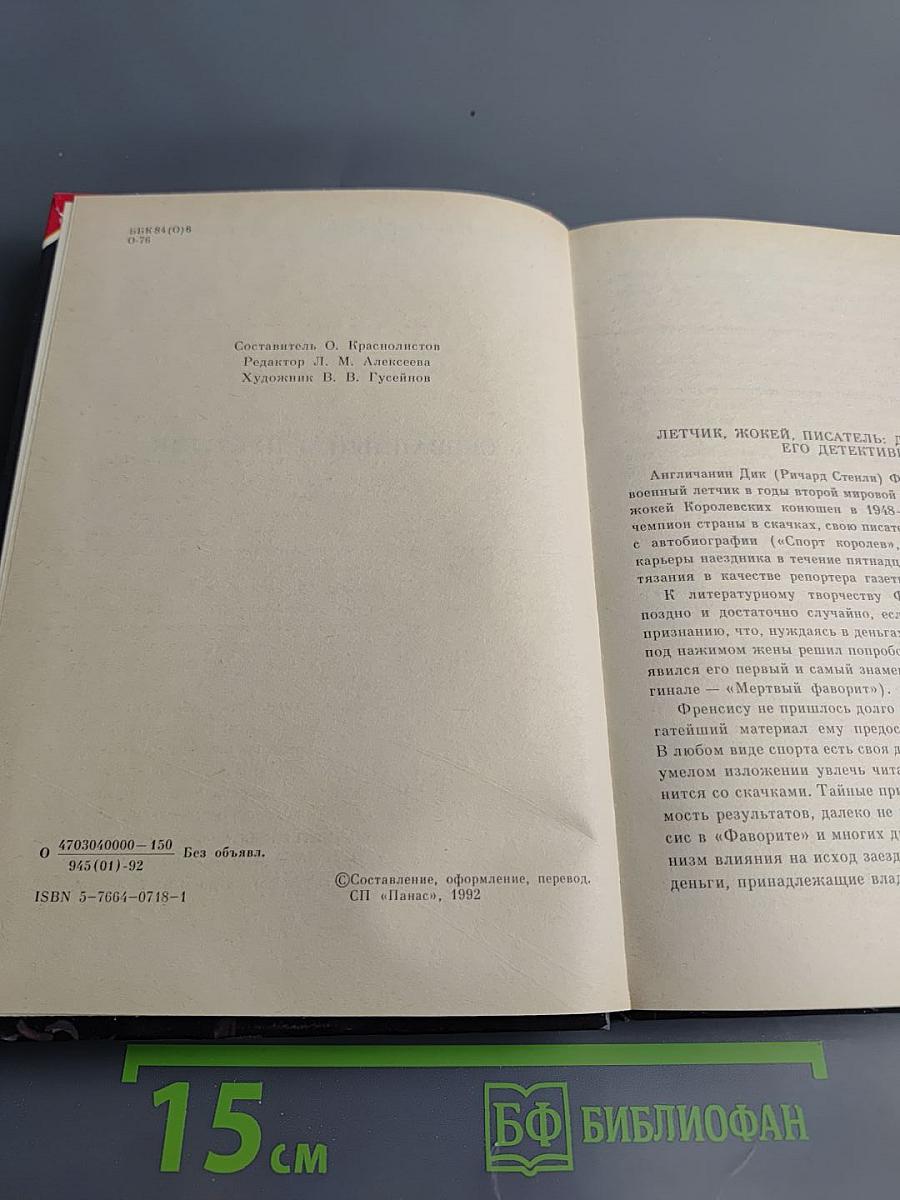 ББК 84(О)6
О-76
Составитель О. Краснолистов
Редактор Л. М. Алексеева
Художник В. В. Гусейнов
О 4703040000—150 Без объявл.
945(01)-92
ISBN 5-7664-0718-1
©Составление, оформление, перевод.
СП «Панас», 1992
ЛЕТЧИК, ЖОКЕЙ, ПИСАТЕЛЬ:
ЕГО ДЕТЕКТИВ
Англичанин Дик (Ричард Стенли) Ф
военный летчик в годы второй мировой
жокей Королевских конюшен в 1948-
чемпион страны в скачках, свою писате
с автобиографии («Спорт королев»,
карьеры наездника в течение пятнадц
тязания в качестве репортера газет
К литературному творчеству Ф
поздно и достаточно случайно, есл
признанию, что, нуждаясь в деньгах
под нажимом жены решил попробо
явился его первый и самый знаме
гинале — «Мертвый фаворит»).
Френсису не пришлось долго
гатейший материал ему предос
В любом виде спорта есть своя д
умелом изложении увлечь чита
нится со скачками. Тайные при
мость результатов, далеко не
сис в «Фаворите» и многих д
низм влияния на исход заезд
деньги, принадлежащие влад
15 см
БФ БИБЛИОФАН